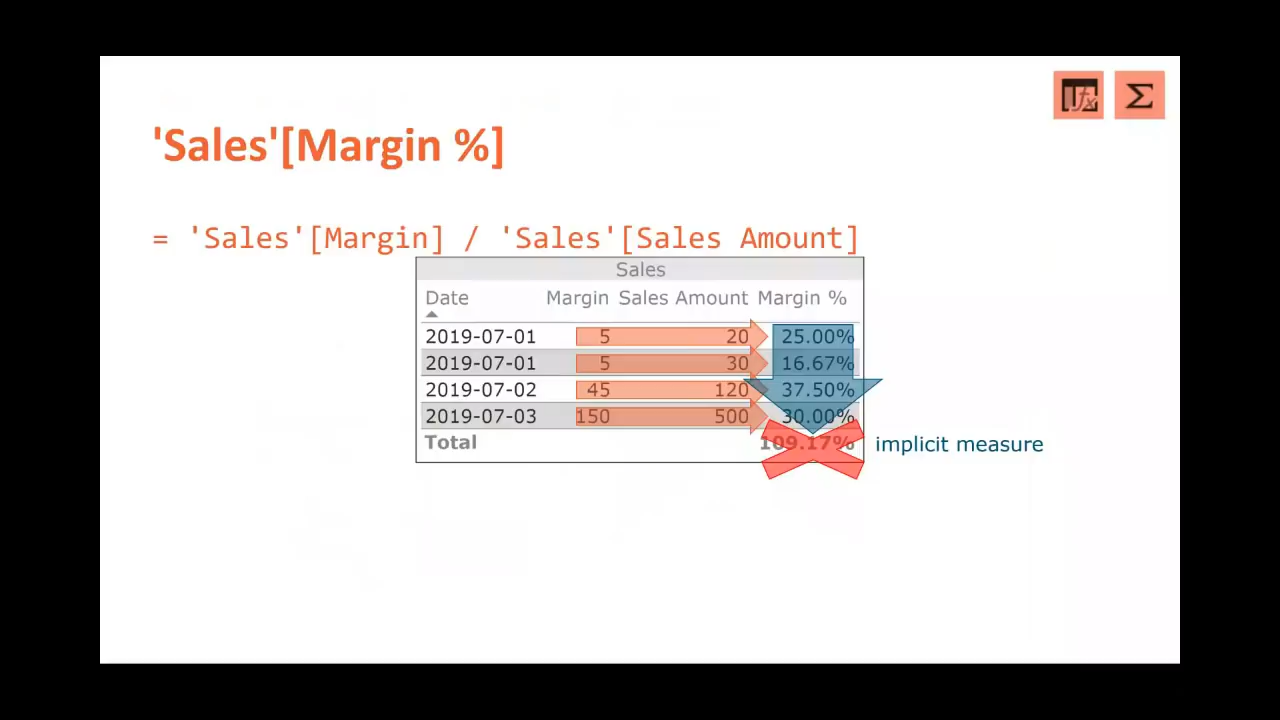 'Sales'[Margin %]
= 'Sales'[Margin] / 'Sales'[Sales Amount]
Sales
Date Margin Sales Amount Margin %
2019-07-01 5 20 25.00%
2019-07-01 5 30 16.67%
2019-07-02 45 120 37.50%
2019-07-03 150 500 30.00%
Total 109.17% implicit measure